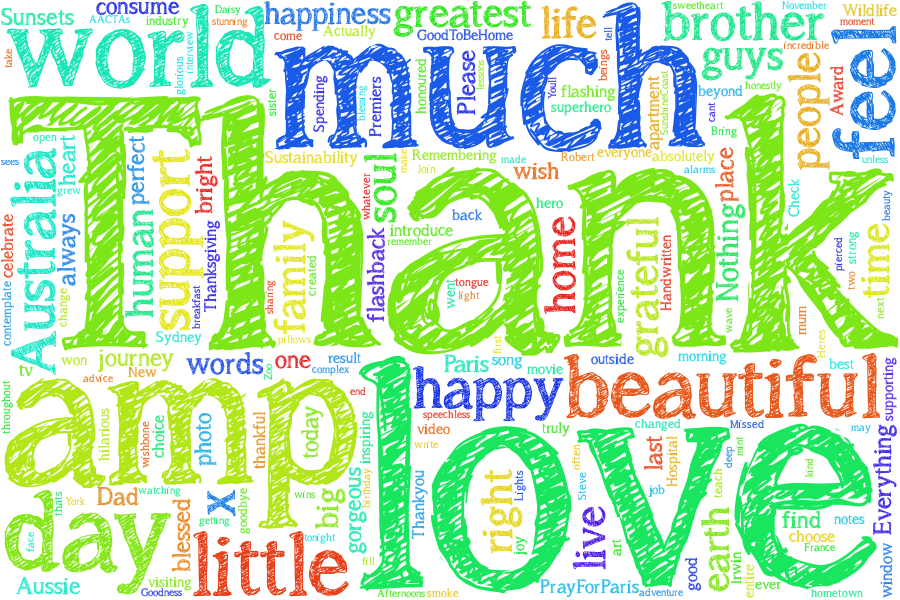 Sunsets
AACTAs
consume
industry
interview
Daisy
stunning
happiness
come
Actually
greatest
GoodToBeHome
life
tell
sweetheart
brother
November
incredible
Wildlife
moment
take
world
glorious
guys
much
Spending
blessing
Premiers
honoured
Please
lessons
Youll
flashing
beings
superhero
apartment
SunshineCoast
beyond
cant
Bring
honestly
people
Award
feel
unless
sister
open
sees
Australia
grew
heart
perfect
support
bright
Thank
Sustainability
whatever
soul
make
Remembering
Join
made
wish
Robert
everyone
absolutely
alarms
place
Check
beauty
celebrate
always
human
Thanksgiving
family
created
introduce
remember
flashback
back
hero
home
grateful
Handwritten
Nothing
pierced
two
strong
time
contemplate
change
breakfast
sharing
went
tongue
light
experience
wave
mum
Heres
next
Sydney
pillows
first
tv
won
journey
words
one
result
complex
Zoo
Paris
song
movie
outside
morning
best
supporting
throughout
advice
New
end
amp
hilarious
wishbone
choice
photo
thankful
today
inspiring
happy
speechless
beautiful
video
write
truly
changed
Missed
may
love
last
Hospital
deep
mint
kind
often
Steve
job
teach
thats
York
Dad
watching
x
getting
goodbye
wins
big
tonight
gorgeous
birthday
Thankyou
right
Lights
joy
live
art
earth
Irwin
find
notes
choose
France
Everything
day
face
blessed
little
fill
Aussie
visiting
Goodness
Afternoons
smoke
PrayForParis
adventure
good
entire
ever
hometown
window